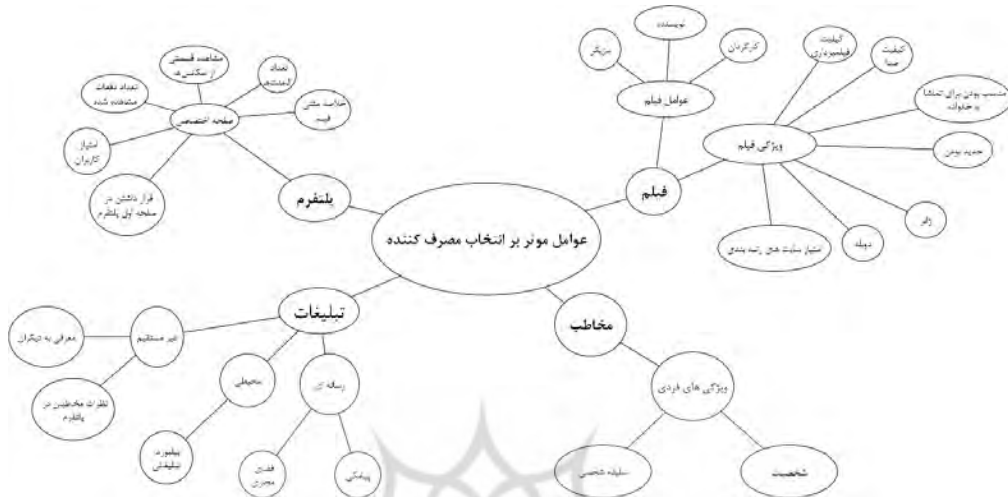 عوامل موثر بر انتخاب مصرف کننده
فیلم
عوامل فیلم
بازیگر
نویسنده
کارگردان
ویژگی فیلم
کیفیت
فیلمبرداری
کیفیت
صدا
مناسب بودن برای تماشا
با خانواده
جدید بودن
ژانر
دوبله
امتیاز سایت های رتبه بندی
مخاطب
ویژگی های فردی
شخصیت
سلیقه شخصی
تبلیغات
رسانه ای
پیامکی
فضای
مجازی
محیطی
بیلبورد
تبلیغاتی
غیر مستقیم
معرفی به دیگران
نظرات مخاطبین در
پلتفرم
پلتفرم
صفحه اختصاصی
خلاصه متنی
فیلم
تعداد
مشاهده قسمتی
از سکانس‌ها
تعداد دفعات
مشاهده شده
امتیاز
کاربران
قرار داشتن در
صفحه اول پلتفرم